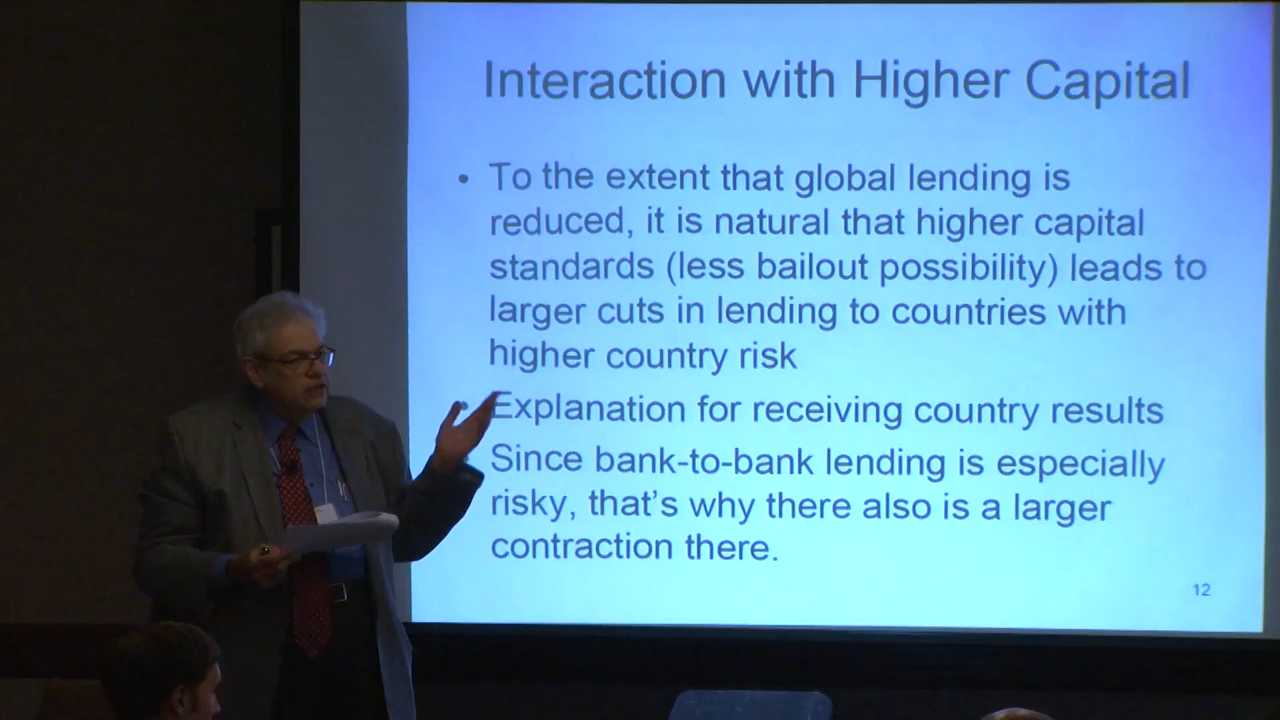 Interaction with Higher Capital
• To the extent that global lending is
reduced, it is natural that higher capital
standards (less bailout possibility) leads to
larger cuts in lending to countries with
higher country risk
• Explanation for receiving country results
Since bank-to-bank lending is especially
risky, that's why there also is a larger
contraction there.
12